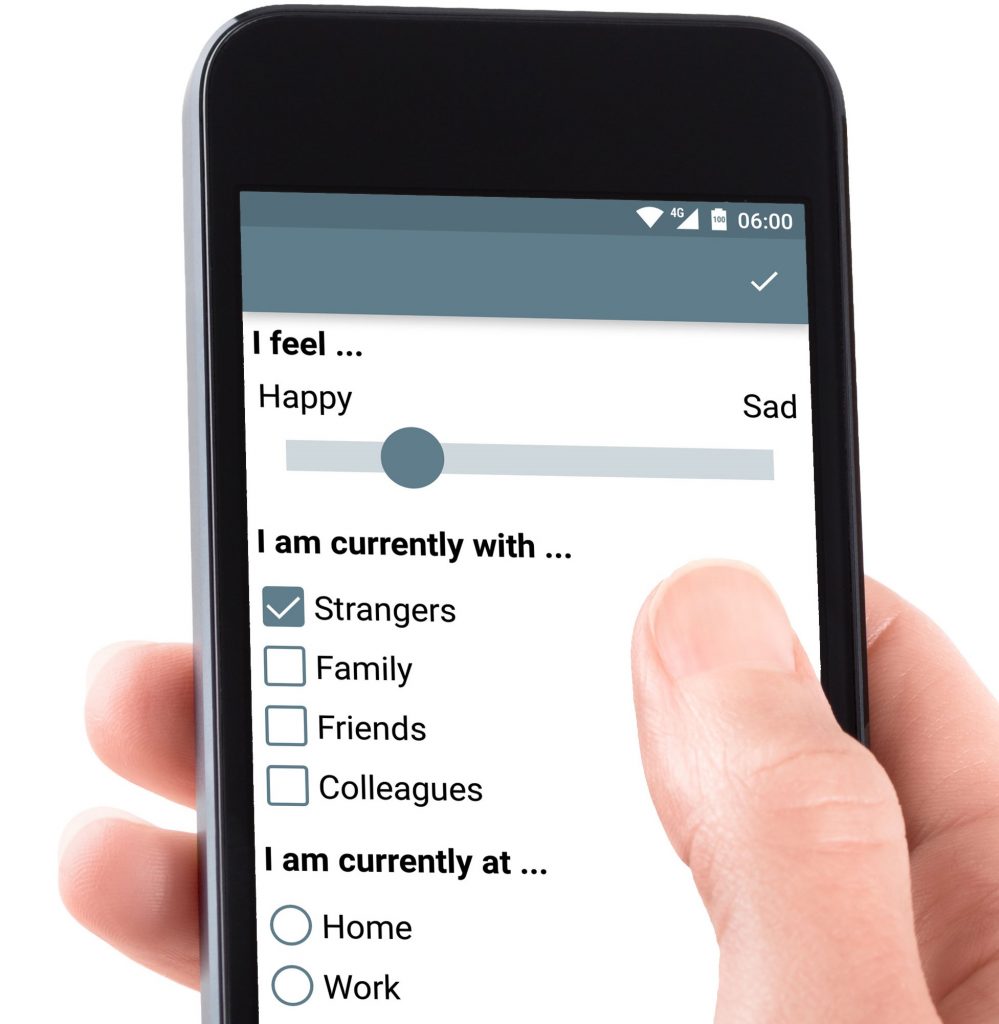 4G 100 06:00
I feel ...
Happy Sad
I am currently with ...
Strangers
Family
Friends
Colleagues
I am currently at ...
Home
Work